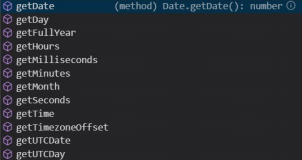 getDate (method) Date.getDate(): number
getDay
getFullYear
getHours
getMilliseconds
getMinutes
getMonth
getSeconds
getTime
getTimezoneOffset
getUTCDate
getUTCDay